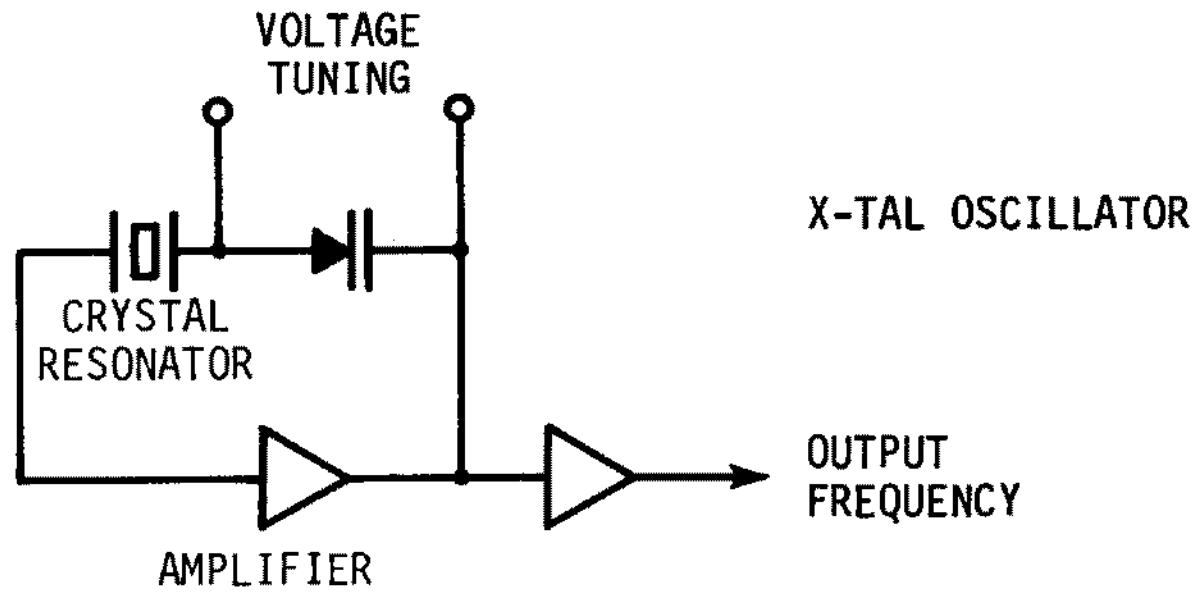 VOLTAGE
TUNING
X-TAL OSCILLATOR
CRYSTAL
RESONATOR
OUTPUT
FREQUENCY
AMPLIFIER